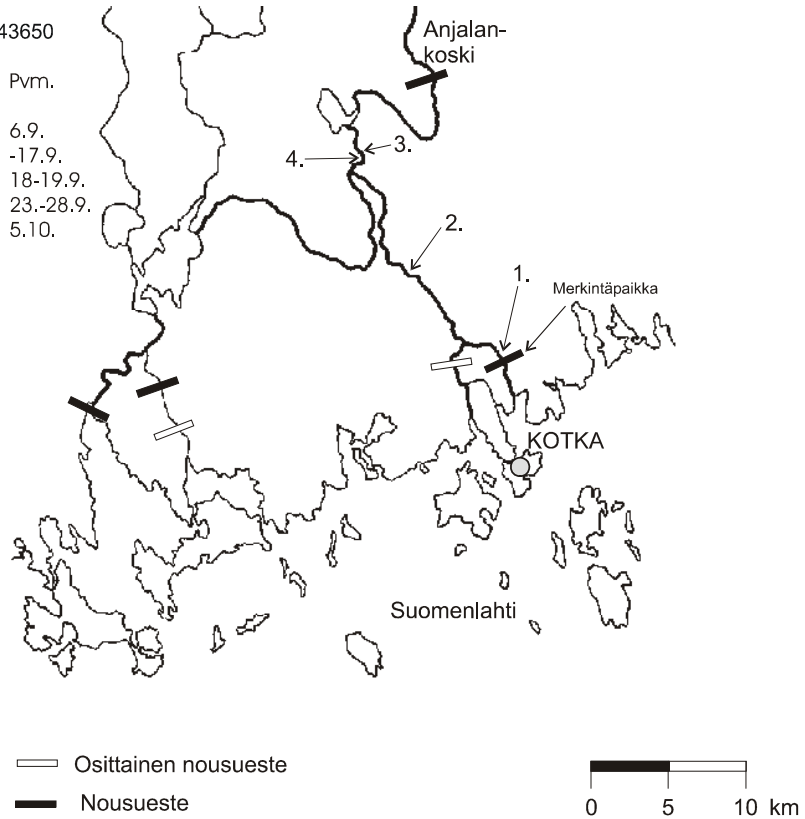 43650
Pvm.
6.9.
-17.9.
18-19.9.
23.-28.9.
5.10.
Anjalan-
koski
3.
4.
2.
1.
Merkintäpaikka
KOTKA
Suomenlahti
Osittainen nousueste
Nousueste
0 5 10 km